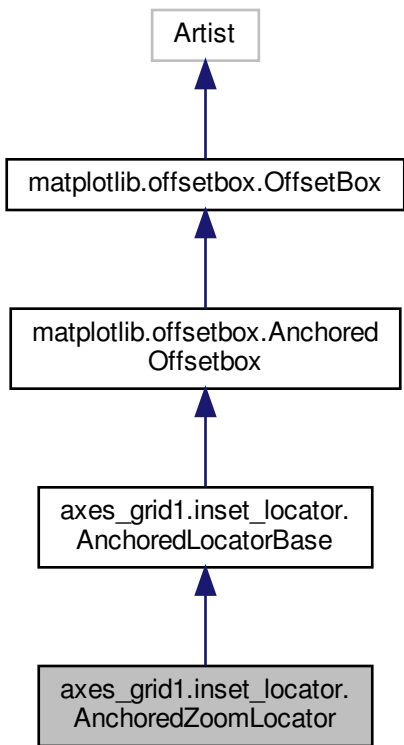 Artist
matplotlib.offsetbox.OffsetBox
matplotlib.offsetbox.Anchored
Offsetbox
axes_grid1.inset_locator.
AnchoredLocatorBase
axes_grid1.inset_locator.
AnchoredZoomLocator